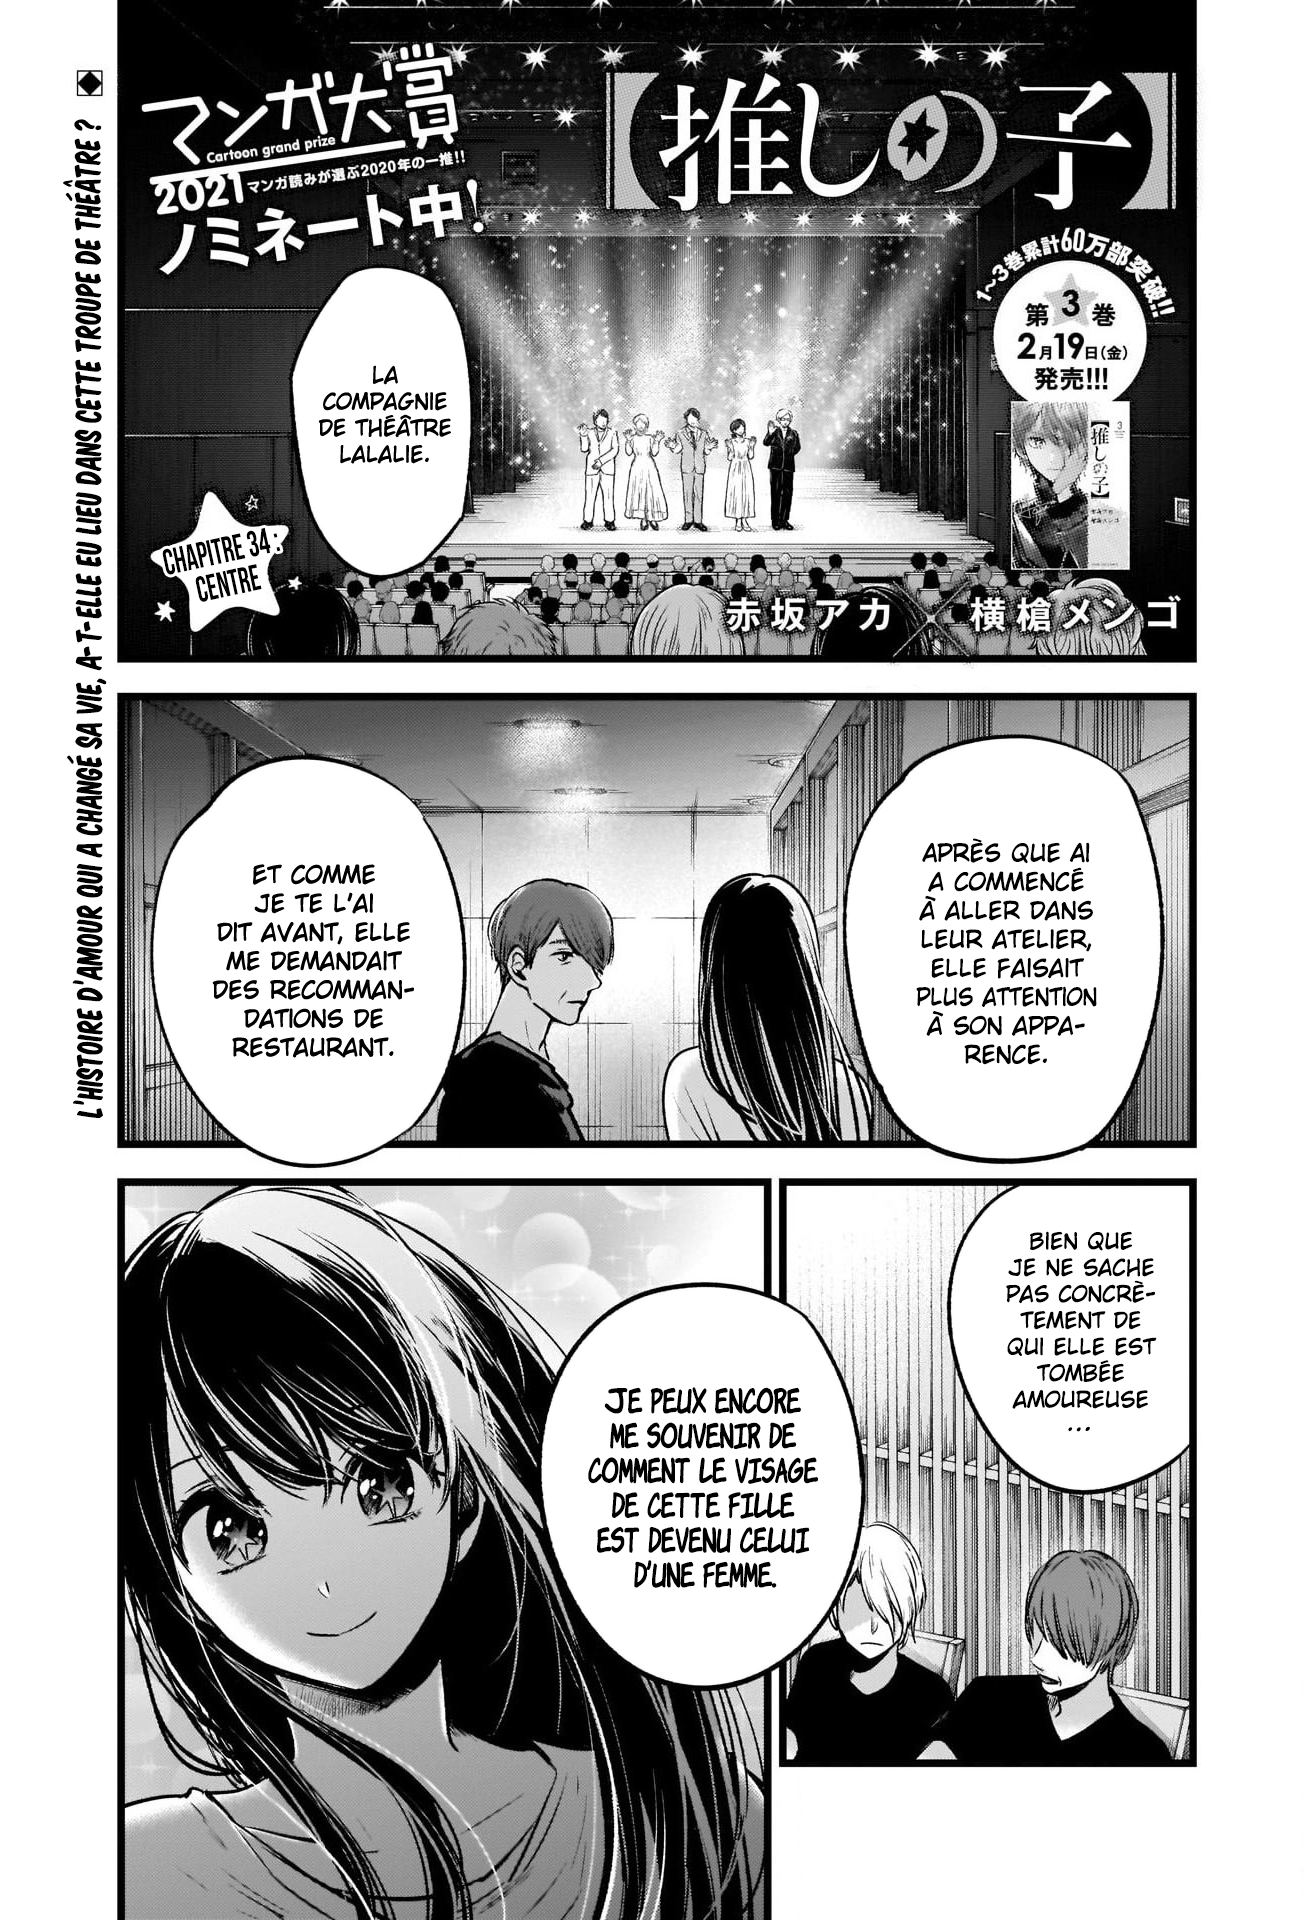 L'HISTOIRE D'AMOUR QUI A CHANGÉ SA VIE, A-T-ELLE EU LIEU DANS CETTE TROUPE DE THÉÂTRE ?
【推しの子】
マンガ大賞
Cartoon grand prize
2021 マンガ読みが選ぶ2020年の一推!!
ノミネート中!
1~3巻累計60万部突破!!
第3巻
2月19日(金)
発売!!!
3
【推しの子】
LA
COMPAGNIE
DE THÉÂTRE
LALALIE.
CHAPITRE 34 :
CENTRE
赤坂アカ×横槍メンゴ
APRÈS QUE AI
A COMMENCÉ
À ALLER DANS
LEUR ATELIER,
ELLE FAISAIT
PLUS ATTENTION
À SON APPA-
RENCE.
ET COMME
JE TE L'AI
DIT AVANT, ELLE
ME DEMANDAIT
DES RECOMMAN-
DATIONS DE
RESTAURANT.
BIEN QUE
JE NE SACHE
PAS CONCRÈ-
TEMENT DE
QUI ELLE EST
TOMBÉE
AMOUREUSE
...
JE PEUX ENCORE
ME SOUVENIR DE
COMMENT LE VISAGE
DE CETTE FILLE
EST DEVENU CELUI
D'UNE FEMME.